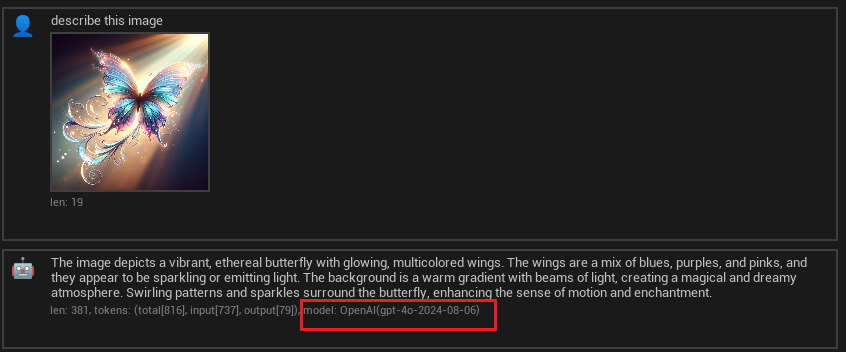 describe this image
len: 19
The image depicts a vibrant, ethereal butterfly with glowing, multicolored wings. The wings are a mix of blues, purples, and pinks, and
they appear to be sparkling or emitting light. The background is a warm gradient with beams of light, creating a magical and dreamy
atmosphere. Swirling patterns and sparkles surround the butterfly, enhancing the sense of motion and enchantment.
len: 381, tokens: (total[816], input[737], output[79]), model: OpenAI(gpt-4o-2024-08-06)